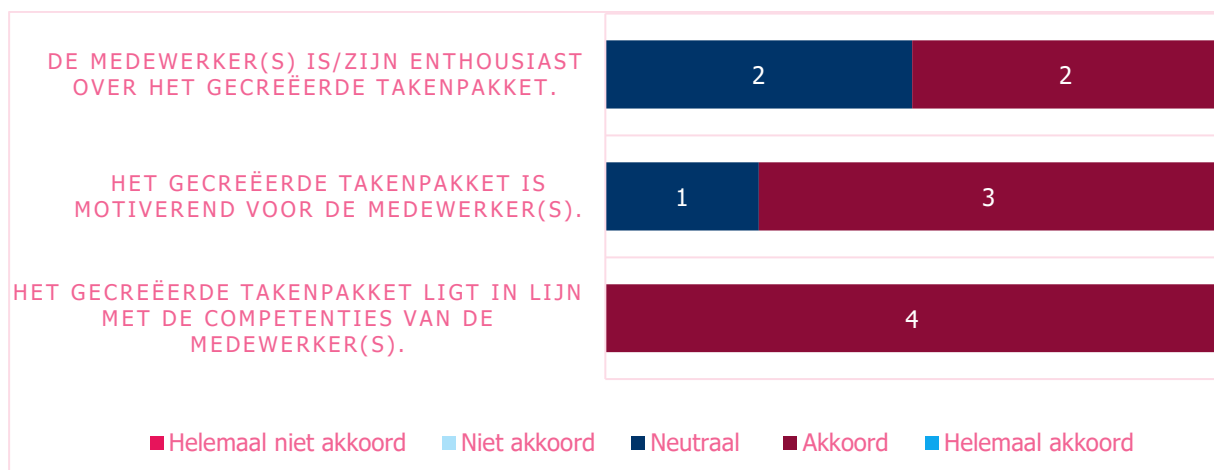 DE MEDEWERKER(S) IS/ZIJN ENTHOUSIAST
OVER HET GECREËERDE TAKENPAKKET.
2 2
HET GECREËERDE TAKENPAKKET IS
MOTIVEREND VOOR DE MEDEWERKER(S).
1 3
HET GECREËERDE TAKENPAKKET LIGT IN LIJN
MET DE COMPETENTIES VAN DE
MEDEWERKER(S).
4
Helemaal niet akkoord Niet akkoord Neutraal Akkoord Helemaal akkoord